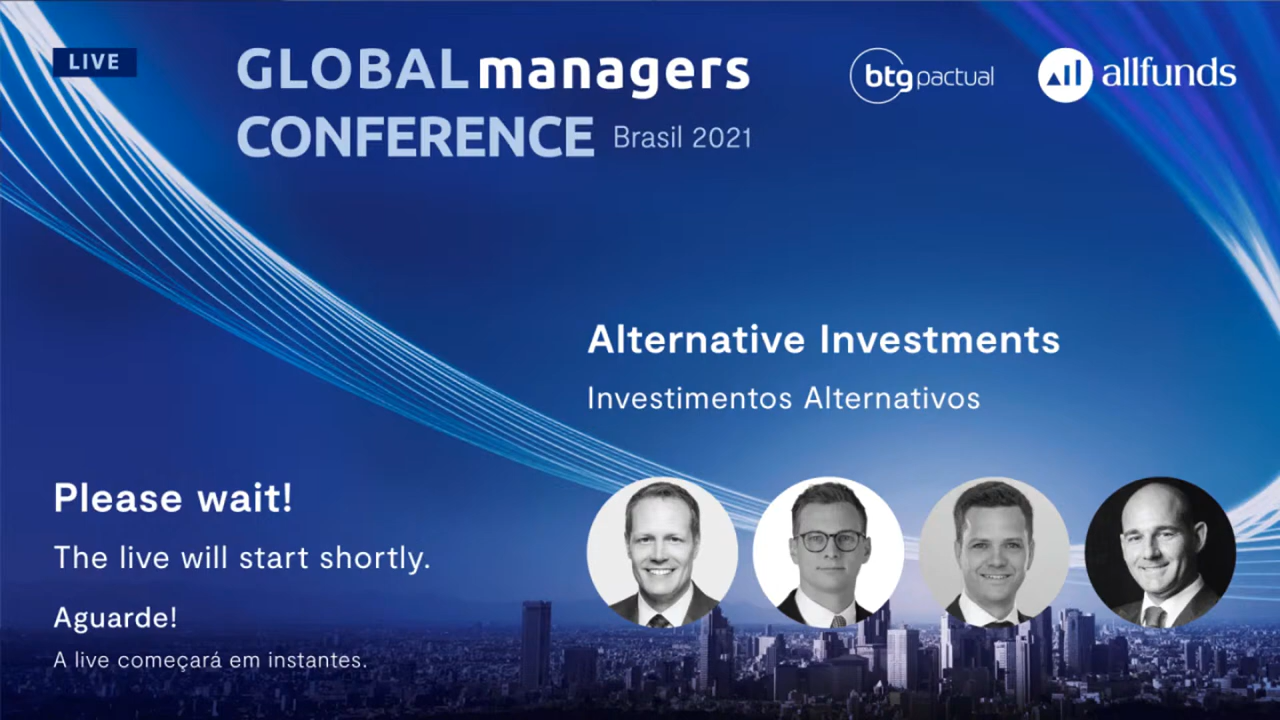 LIVE
GLOBAL managers
CONFERENCE Brasil 2021
btg pactual
allfunds
Alternative Investments
Investimentos Alternativos
Please wait!
The live will start shortly.
Aguarde!
A live começará em instantes.